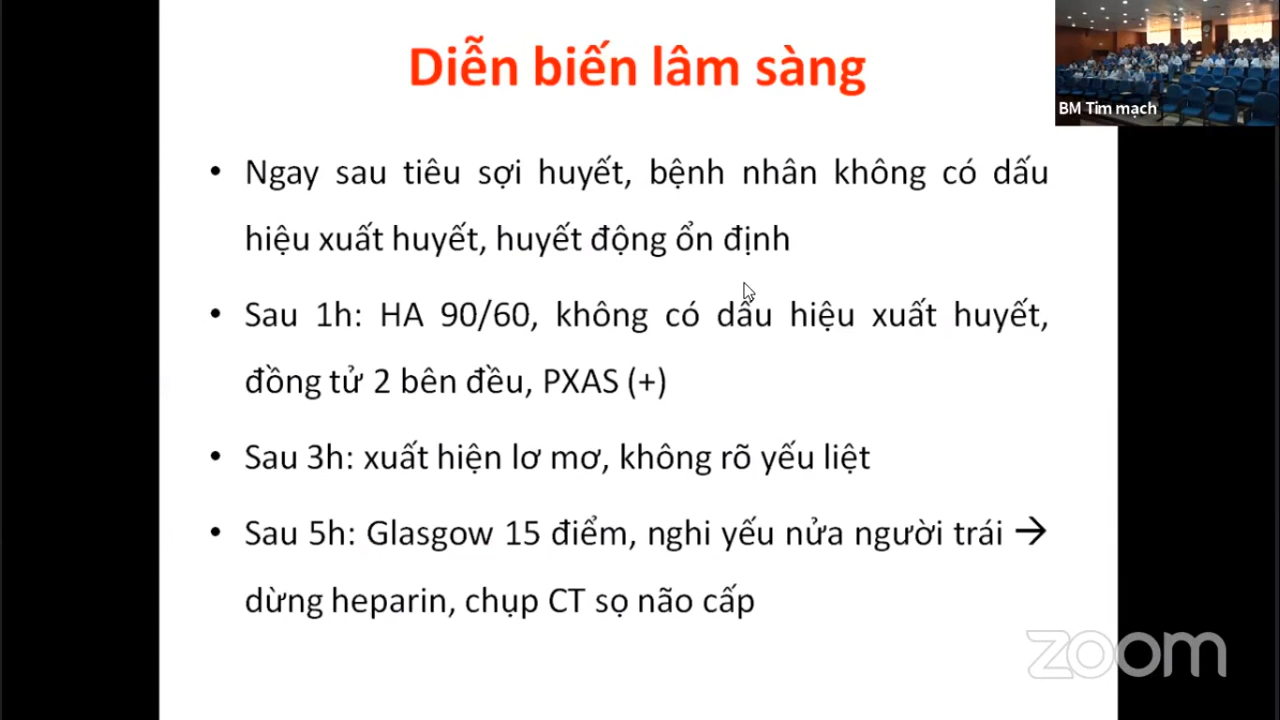 Diễn biến lâm sàng
BM Tim mạch
• Ngay sau tiêu sợi huyết, bệnh nhân không có dấu
hiệu xuất huyết, huyết động ổn định
• Sau 1h: HA 90/60, không có dấu hiệu xuất huyết,
đồng tử 2 bên đều, PXAS (+)
• Sau 3h: xuất hiện lơ mơ, không rõ yếu liệt
• Sau 5h: Glasgow 15 điểm, nghi yếu nửa người trái →
dừng heparin, chụp CT sọ não cấp
zoom